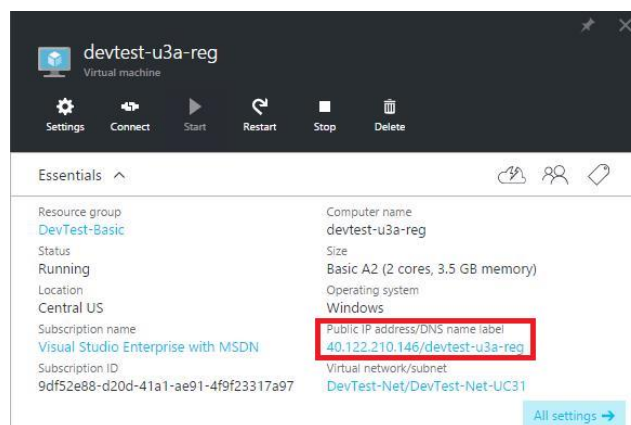 devtest-u3a-reg
Virtual machine
Settings Connect Start Restart Stop Delete
Essentials
Resource group
DevTest-Basic
Status
Running
Location
Central US
Subscription name
Visual Studio Enterprise with MSDN
Subscription ID
9df52e88-d20d-41a1-ae91-4f9f23317a97
Computer name
devtest-u3a-reg
Size
Basic A2 (2 cores, 3.5 GB memory)
Operating system
Windows
Public IP address/DNS name label
40.122.210.146/devtest-u3a-reg
Virtual network/subnet
DevTest-Net/DevTest-Net-UC31
All settings →